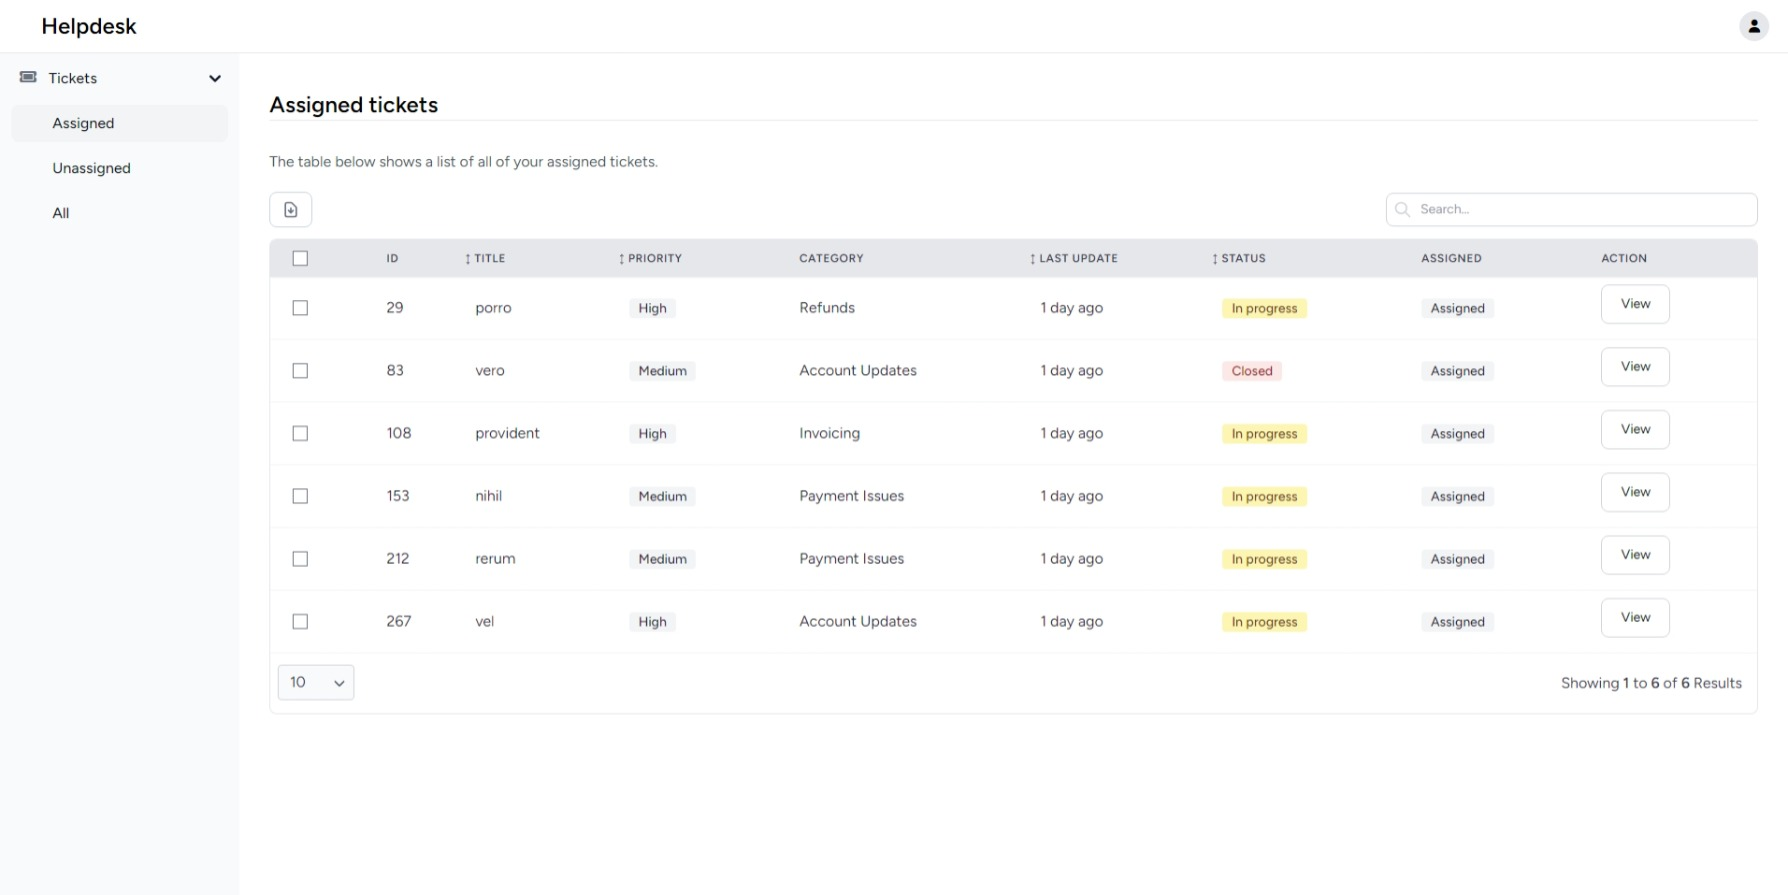 Helpdesk
Tickets
Assigned
Unassigned
All
Assigned tickets
The table below shows a list of all of your assigned tickets.
Search...
ID TITLE PRIORITY CATEGORY LAST UPDATE STATUS ASSIGNED ACTION
29 porro High Refunds 1 day ago In progress Assigned View
83 vero Medium Account Updates 1 day ago Closed Assigned View
108 provident High Invoicing 1 day ago In progress Assigned View
153 nihil Medium Payment Issues 1 day ago In progress Assigned View
212 rerum Medium Payment Issues 1 day ago In progress Assigned View
267 vel High Account Updates 1 day ago In progress Assigned View
10 Showing 1 to 6 of 6 Results